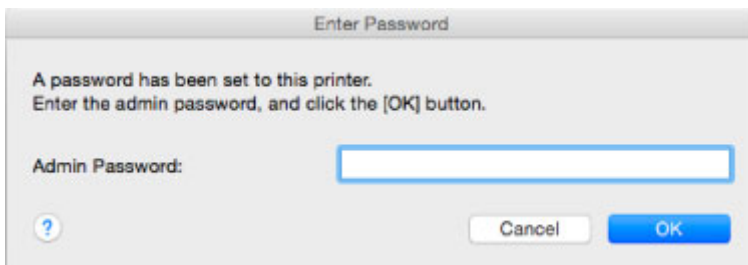 Enter Password
A password has been set to this printer.
Enter the admin password, and click the [OK] button.
Admin Password:
? Cancel OK